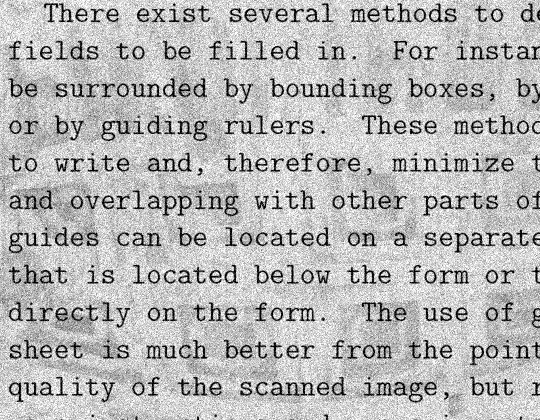 There exist several methods to de
fields to be filled in. For instan
be surrounded by bounding boxes, by
or by guiding rulers. These method
to write and, therefore, minimize t
and overlapping with other parts of
guides can be located on a separate
that is located below the form or t
directly on the form. The use of g
sheet is much better from the point
quality of the scanned image, but r